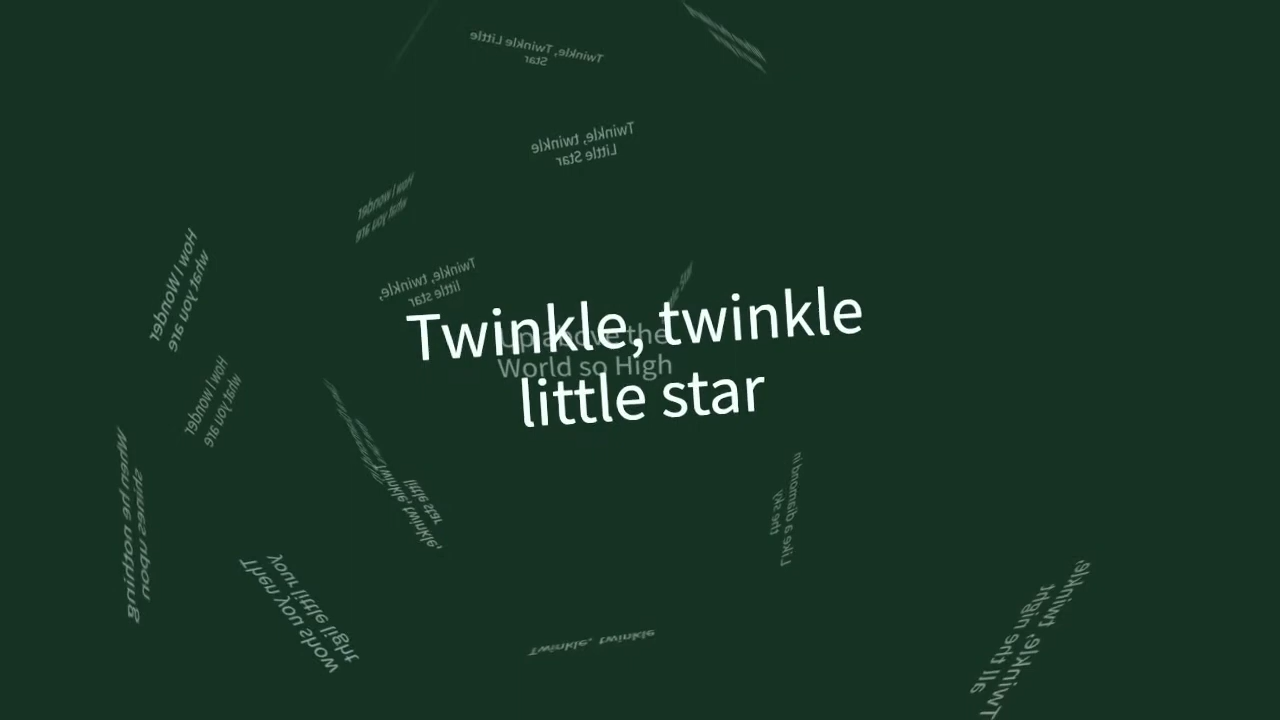 Twinkle, Twinkle Little
Star
Twinkle, twinkle
Little Star
How I wonder
what you are
How I Wonder
what you are
Twinkle, twinkle,
little star
Twinkle, twinkle
little star
Up above the
World so High
How I wonder
what you are
When he nothing
shines upon
Twinkle, twinkle,
little star
Like a diamond in
the sky
Then you show
your little light
Twinkle, twinkle
Twinkle, twinkle,
all the night